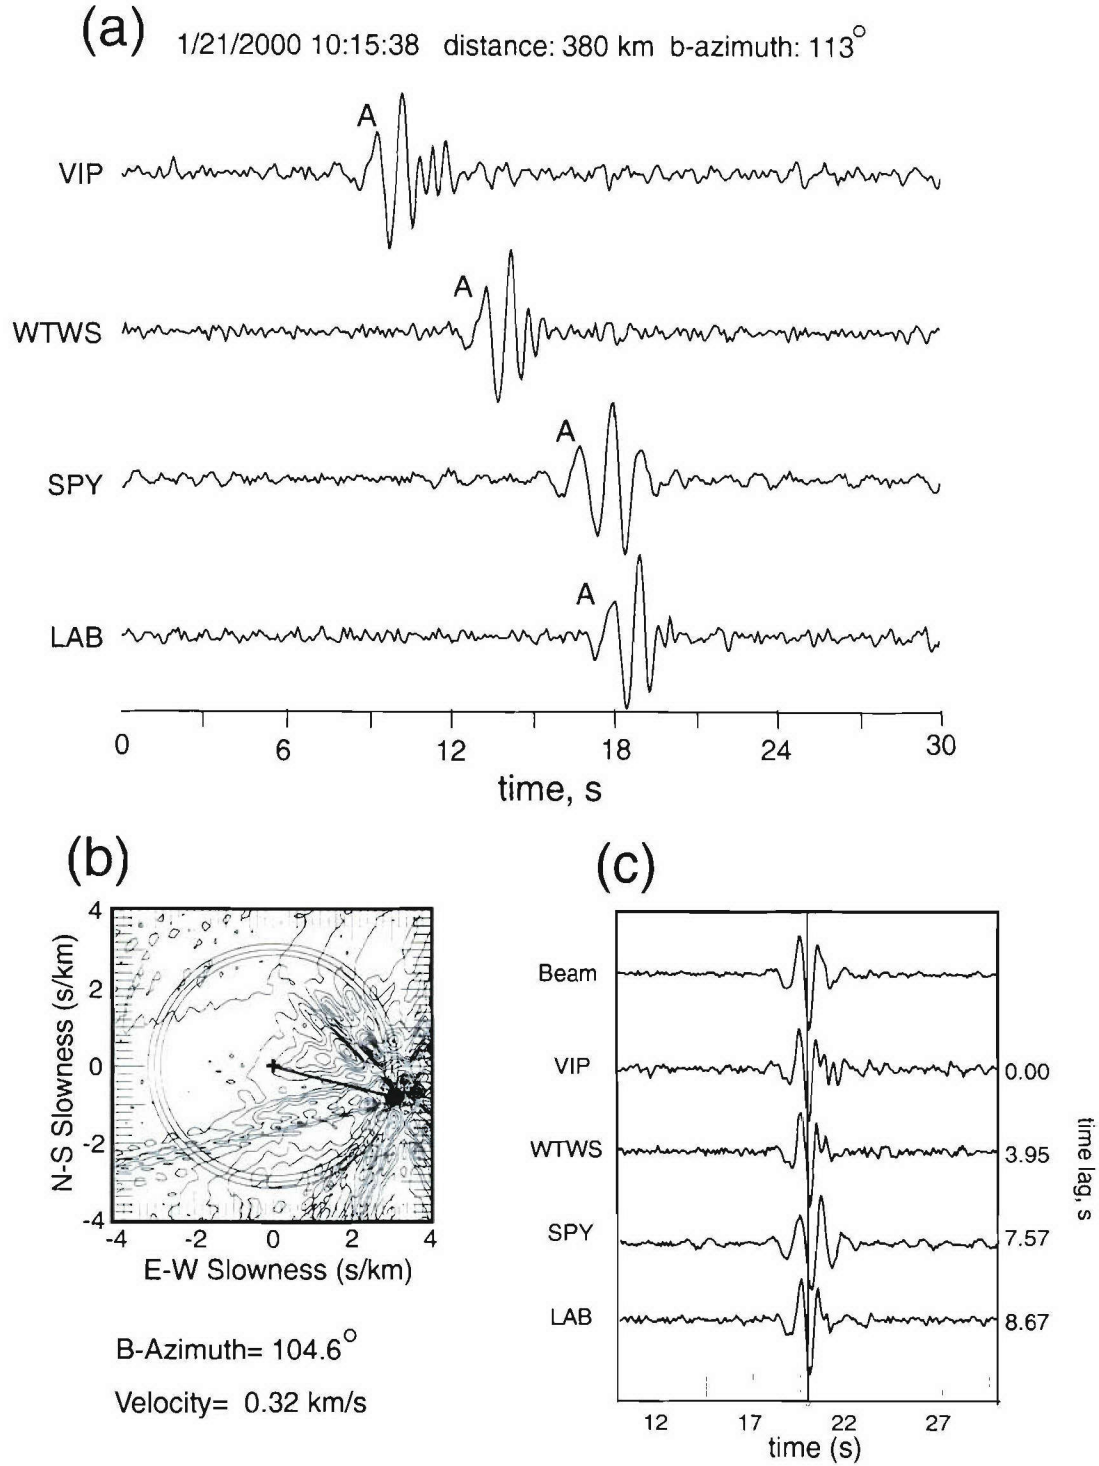 (a) 1/21/2000 10:15:38 distance: 380 km b-azimuth: 113°
A
VIP
A
WTWS
A
SPY
A
LAB
0 6 12 18 24 30
time, s
(b)
4
2
0
-2
-4
N-S Slowness (s/km)
-4 -2 0 2 4
E-W Slowness (s/km)
B-Azimuth= 104.6°
Velocity= 0.32 km/s
(c)
Beam
VIP 0.00
WTWS 3.95
SPY 7.57
LAB 8.67
time lag, s
12 17 22 27
time (s)